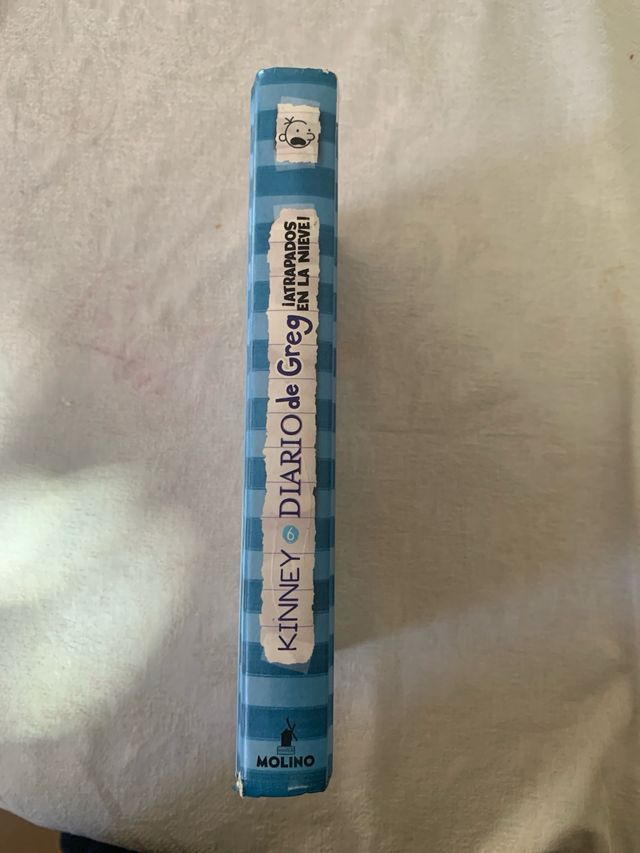 KINNEY 6 DIARIO de Greg
¡ATRAPADOS
EN LA NIEVE!
MOLINO